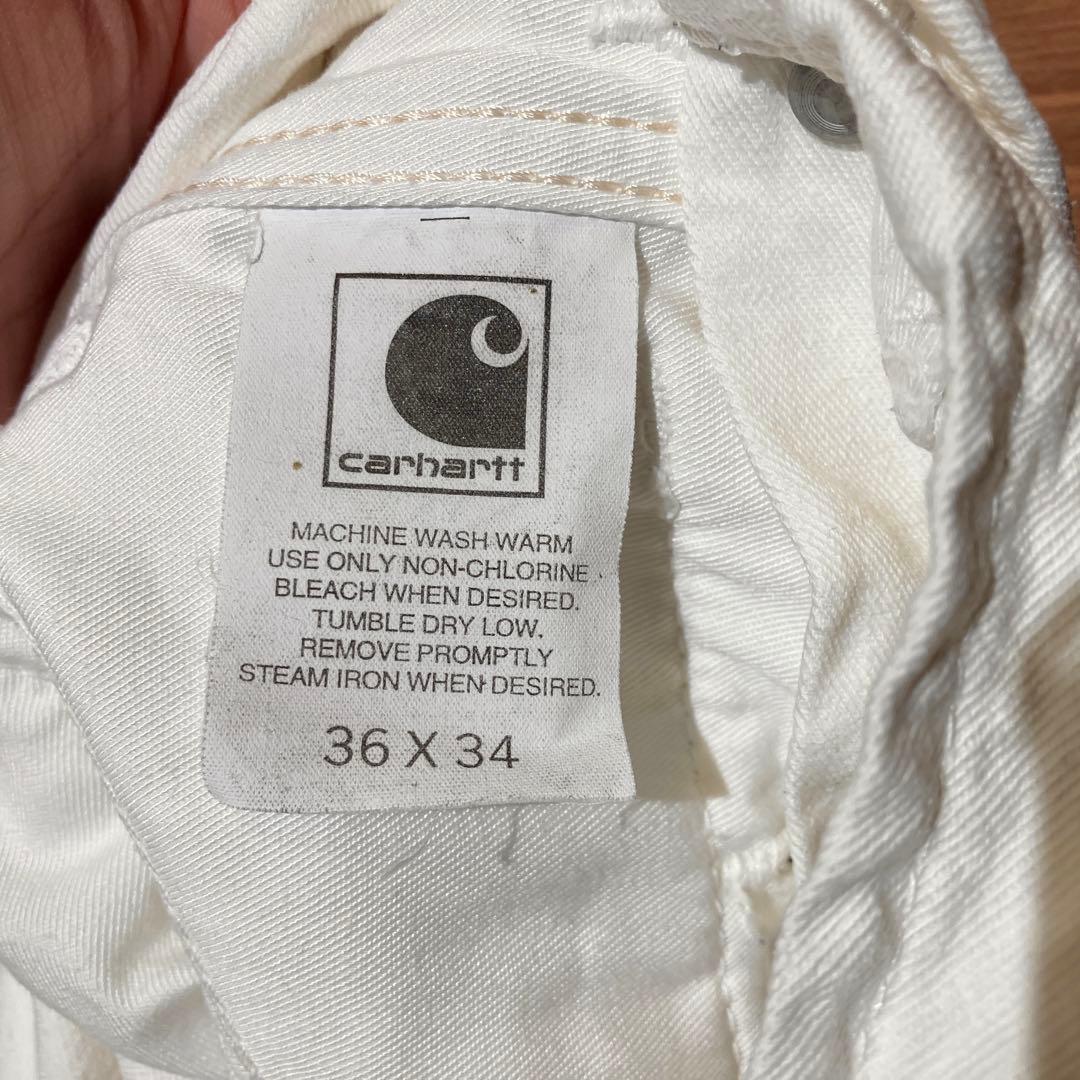 carhartt
MACHINE WASH WARM
USE ONLY NON-CHLORINE
BLEACH WHEN DESIRED.
TUMBLE DRY LOW.
REMOVE PROMPTLY
STEAM IRON WHEN DESIRED.
36 X 34